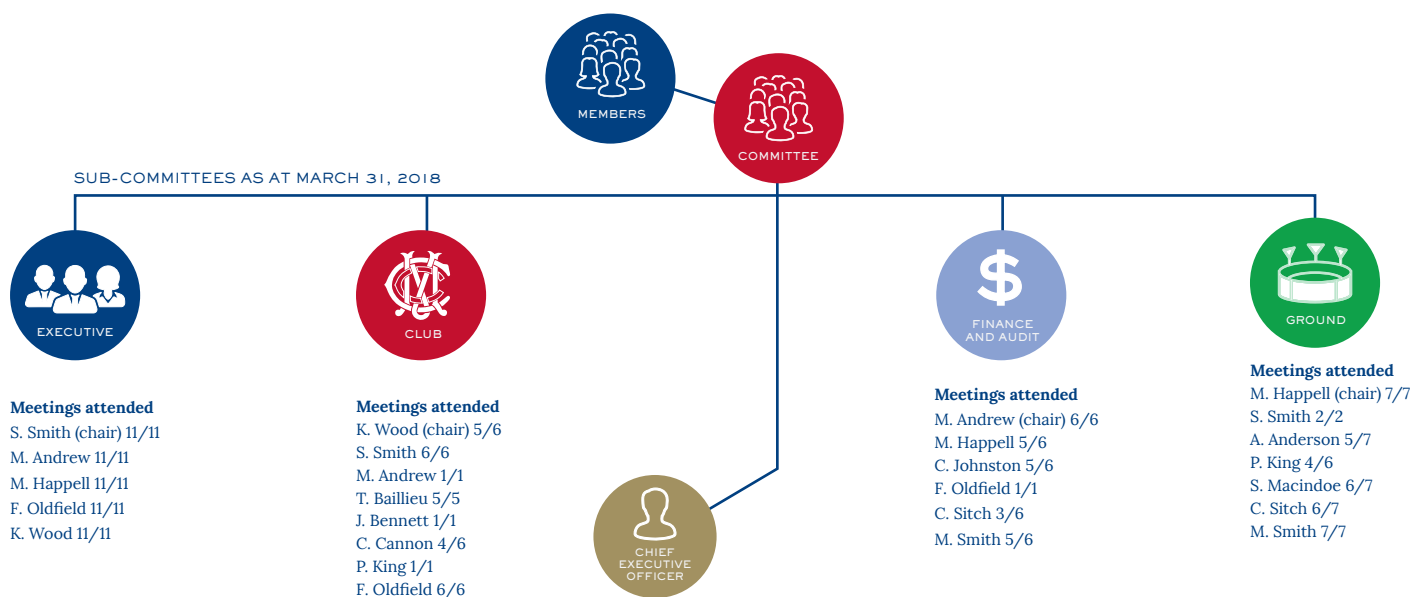 MEMBERS
COMMITTEE
SUB-COMMITTEES AS AT MARCH 31, 2018
EXECUTIVE
Meetings attended
S. Smith (chair) 11/11
M. Andrew 11/11
M. Happell 11/11
F. Oldfield 11/11
K. Wood 11/11
MCC
CLUB
Meetings attended
K. Wood (chair) 5/6
S. Smith 6/6
M. Andrew 1/1
T. Baillieu 5/5
J. Bennett 1/1
C. Cannon 4/6
P. King 1/1
F. Oldfield 6/6
CHIEF
EXECUTIVE
OFFICER
$
FINANCE
AND AUDIT
Meetings attended
M. Andrew (chair) 6/6
M. Happell 5/6
C. Johnston 5/6
F. Oldfield 1/1
C. Sitch 3/6
M. Smith 5/6
GROUND
Meetings attended
M. Happell (chair) 7/7
S. Smith 2/2
A. Anderson 5/7
P. King 4/6
S. Macindoe 6/7
C. Sitch 6/7
M. Smith 7/7